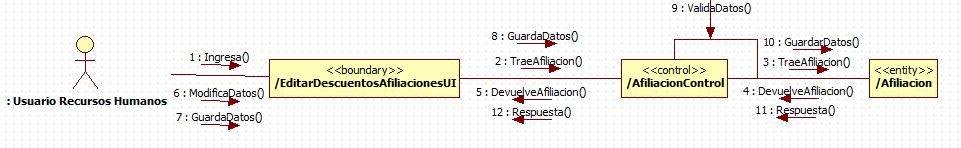 9 : ValidaDatos()
8 : GuardaDatos()
10 : GuardarDatos()
1 : Ingresa()
2 : TraeAfiliacion()
3 : TraeAfiliacion()
<<boundary>>
/EditarDescuentosAfiliacionesUI
<<control>>
/AfiliacionControl
<<entity>>
/Afiliacion
: Usuario Recursos Humanos
6 : ModificaDatos()
5 : DevuelveAfiliacion()
4 : DevuelveAfiliacion()
7 : GuardaDatos()
12 : Respuesta()
11 : Respuesta()